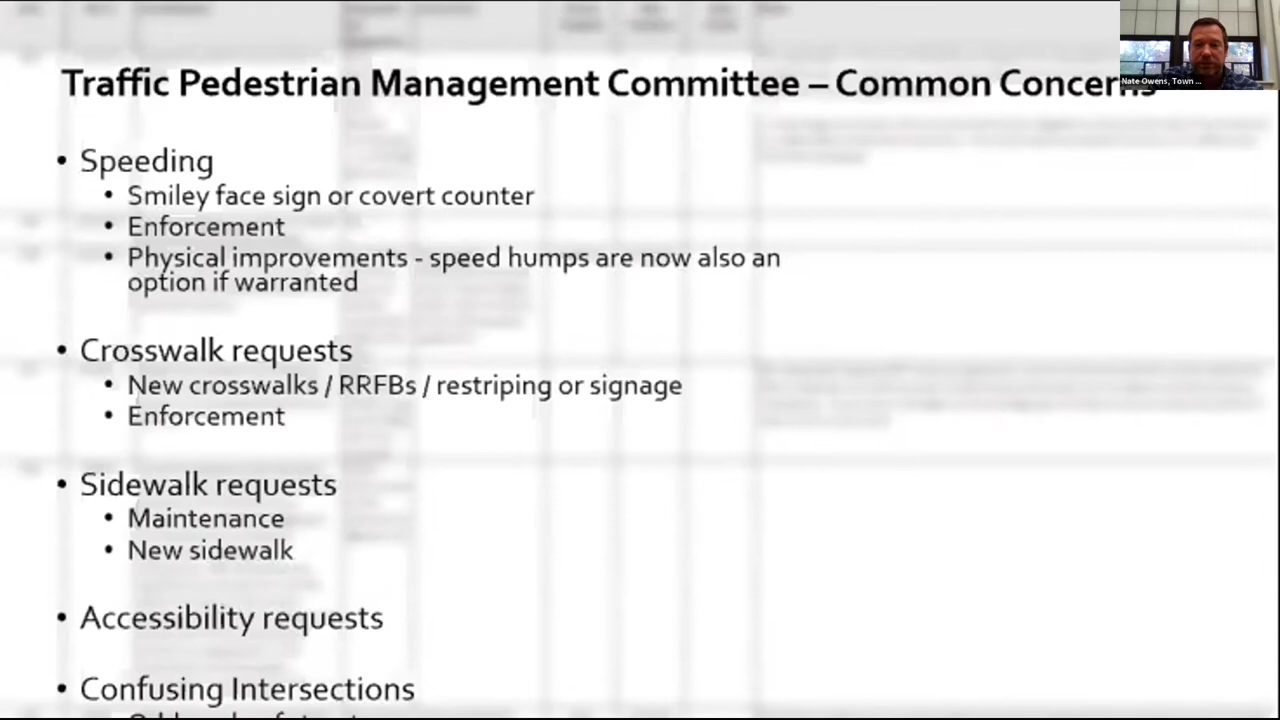 Traffic Pedestrian Management Committee – Common Concerns
Nate Owens, Town ...
• Speeding
• Smiley face sign or covert counter
• Enforcement
• Physical improvements - speed humps are now also an
option if warranted
• Crosswalk requests
• New crosswalks / RRFBs / restriping or signage
• Enforcement
• Sidewalk requests
• Maintenance
• New sidewalk
• Accessibility requests
• Confusing Intersections